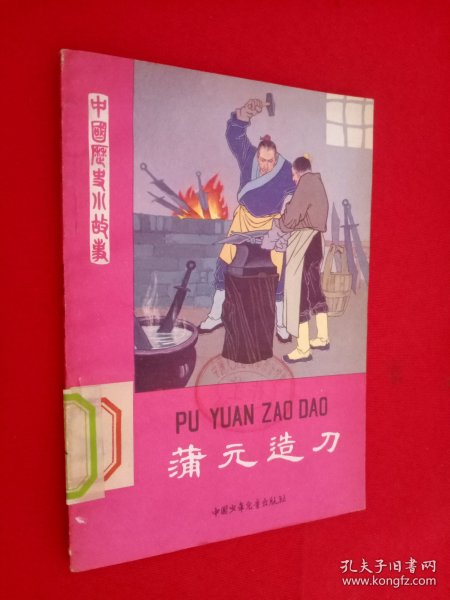 中國歷史小故事
PU YUAN ZAO DAO
蒲元造刀
中国少年儿童出版社
孔夫子旧书网
www.kongfz.com